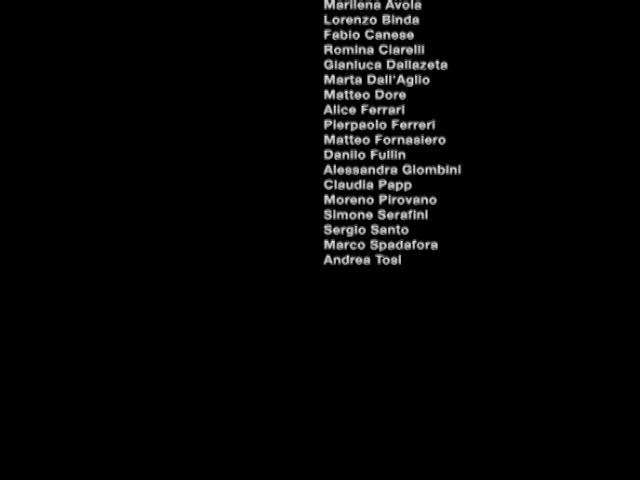 Marilena Avola
Lorenzo Binda
Fabio Canese
Romina Ciarelli
Gianluca Dallazeta
Marta Dall'Aglio
Matteo Dore
Alice Ferrari
Pierpaolo Ferreri
Matteo Fornasiero
Danilo Fullin
Alessandra Giombini
Claudia Papp
Moreno Pirovano
Simone Serafini
Sergio Santo
Marco Spadafora
Andrea Tosi